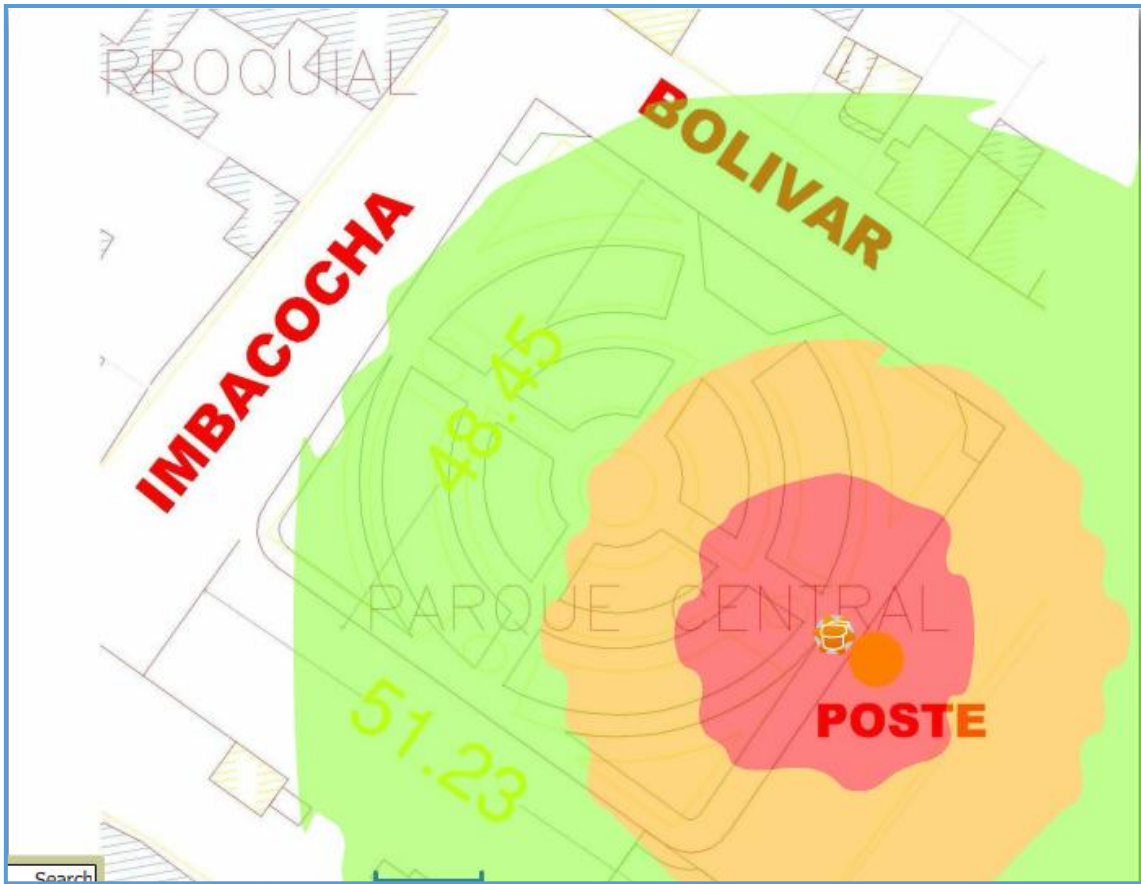 RROQUIAL
BOLIVAR
IMBACOCHA
48.45
PARQUE CENTRAL
51.23
POSTE
Search